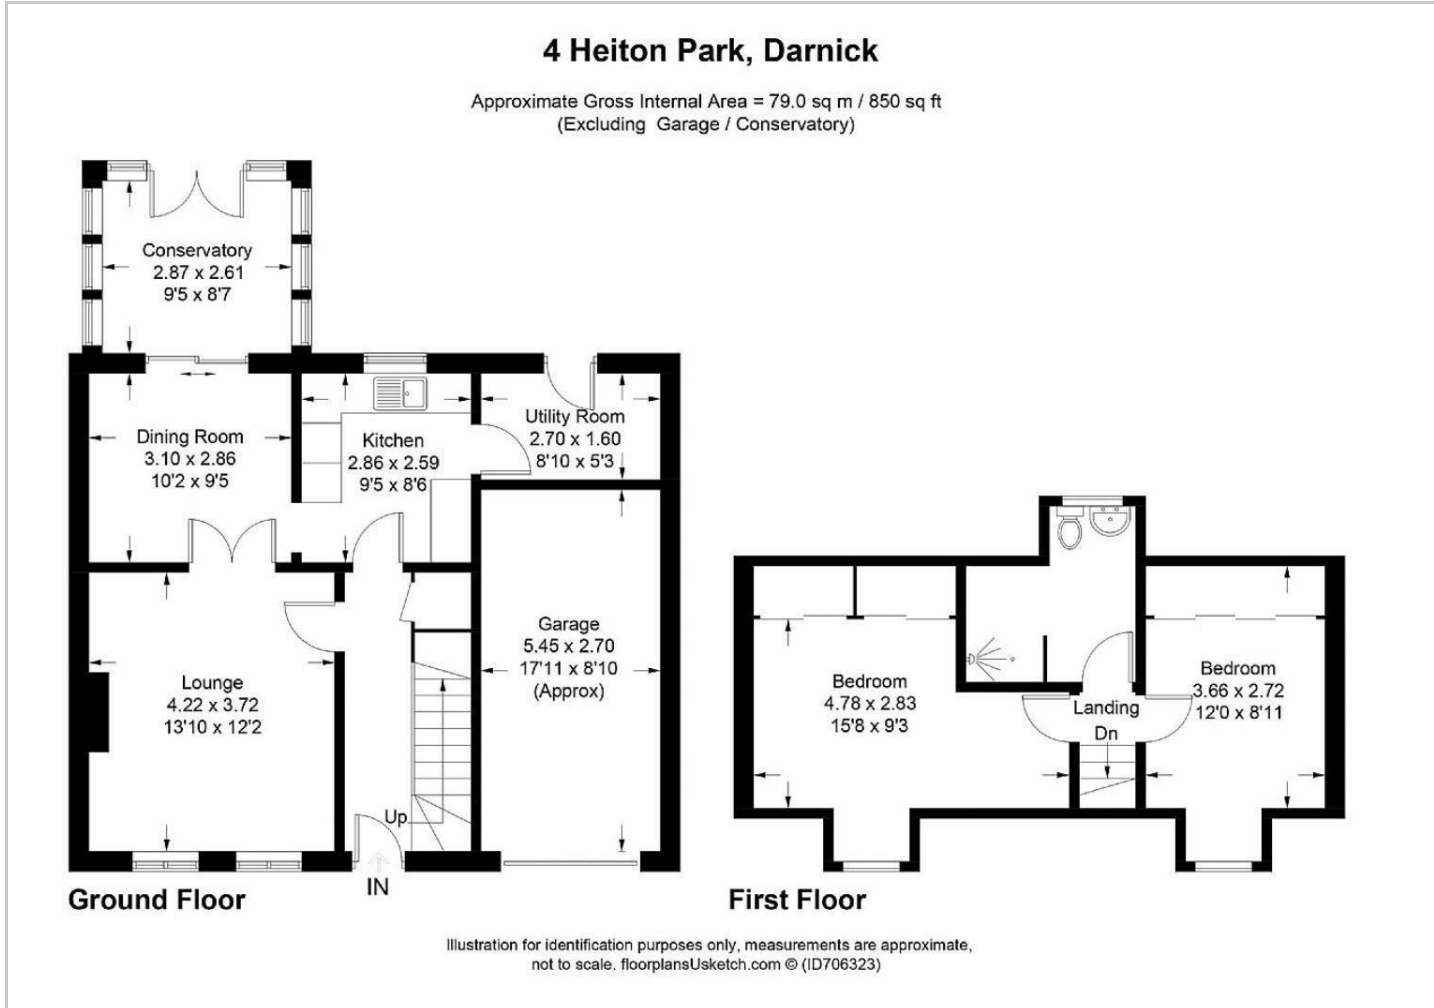 4 Heiton Park, Darnick
Approximate Gross Internal Area = 79.0 sq m / 850 sq ft
(Excluding Garage / Conservatory)
Conservatory
2.87 x 2.61
9'5 x 8'7
Dining Room
3.10 x 2.86
10'2 x 9'5
Kitchen
2.86 x 2.59
9'5 x 8'6
Utility Room
2.70 x 1.60
8'10 x 5'3
Lounge
4.22 x 3.72
13'10 x 12'2
Garage
5.45 x 2.70
17'11 x 8'10
(Approx)
Up
IN
Ground Floor
Bedroom
4.78 x 2.83
15'8 x 9'3
Landing
Dn
Bedroom
3.66 x 2.72
12'0 x 8'11
First Floor
Illustration for identification purposes only, measurements are approximate,
not to scale. floorplansUsketch.com © (ID706323)